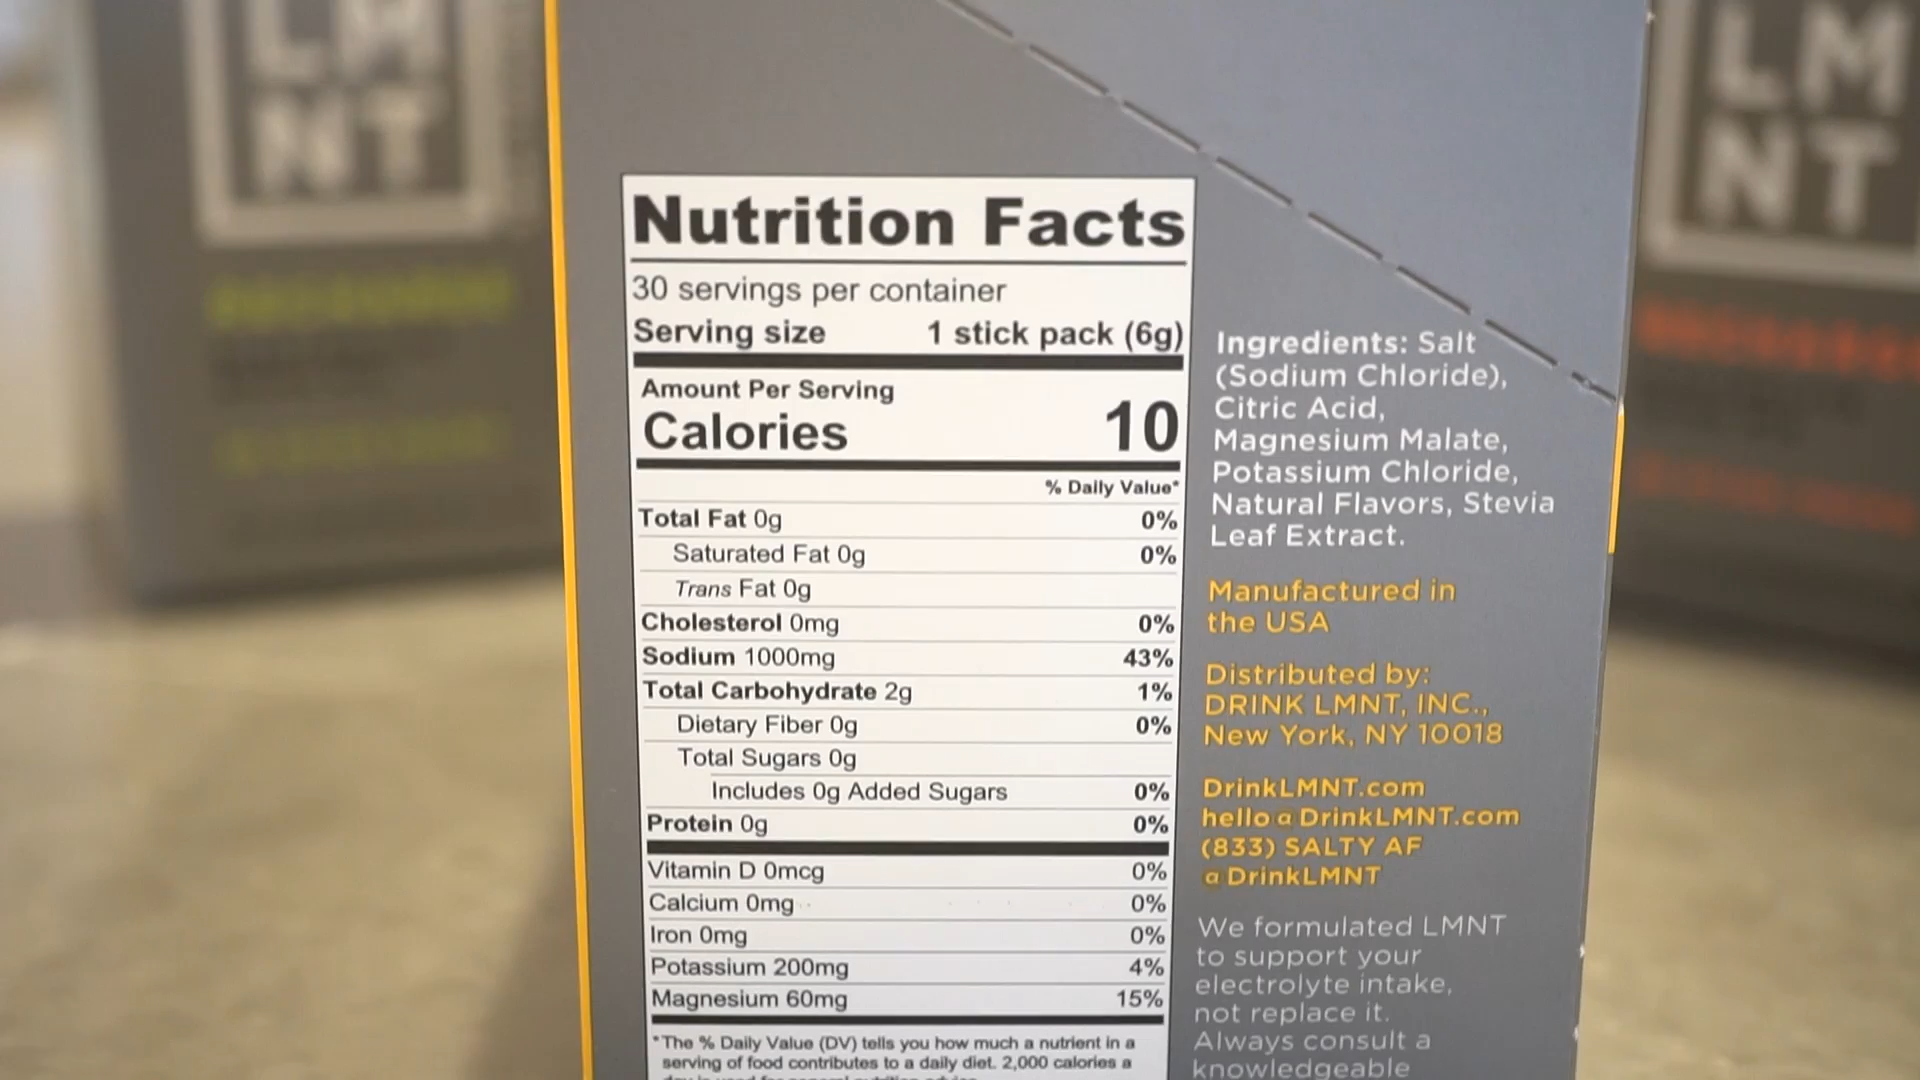 LM
NT
LM
NT
Nutrition Facts
30 servings per container
Serving size 1 stick pack (6g)
Amount Per Serving
Calories 10
% Daily Value*
Total Fat 0g 0%
Saturated Fat 0g 0%
Trans Fat 0g
Cholesterol 0mg 0%
Sodium 1000mg 43%
Total Carbohydrate 2g 1%
Dietary Fiber 0g 0%
Total Sugars 0g
Includes 0g Added Sugars 0%
Protein 0g 0%
Vitamin D 0mcg 0%
Calcium 0mg 0%
Iron 0mg 0%
Potassium 200mg 4%
Magnesium 60mg 15%
*The % Daily Value (DV) tells you how much a nutrient in a
serving of food contributes to a daily diet. 2,000 calories a
Ingredients: Salt
(Sodium Chloride),
Citric Acid,
Magnesium Malate,
Potassium Chloride,
Natural Flavors, Stevia
Leaf Extract.
Manufactured in
the USA
Distributed by:
DRINK LMNT, INC.,
New York, NY 10018
DrinkLMNT.com
hello@DrinkLMNT.com
(833) SALTY AF
@DrinkLMNT
We formulated LMNT
to support your
electrolyte intake,
not replace it.
Always consult a
knowledgeable